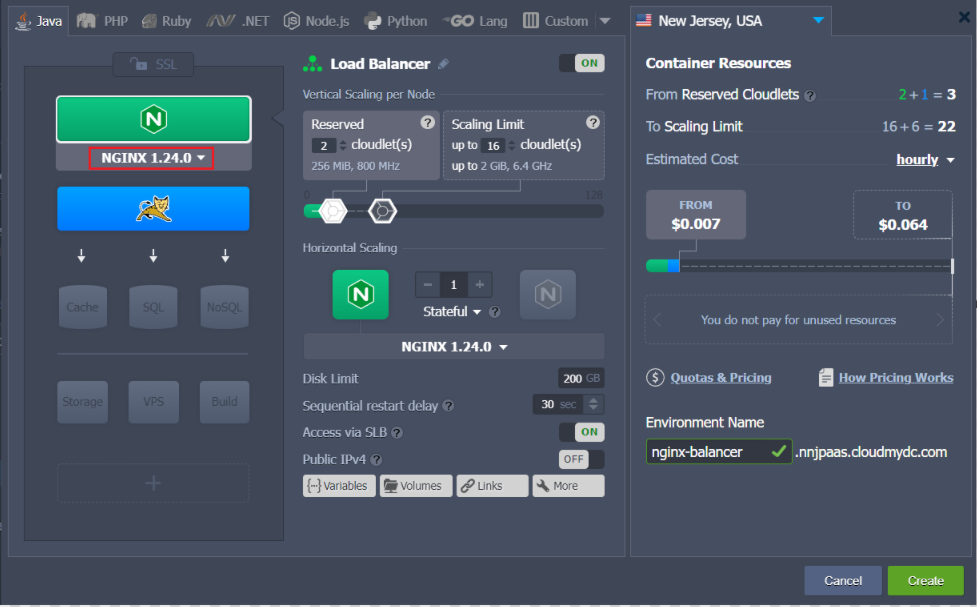 Java PHP Ruby .NET Node.js Python GO Lang Custom
New Jersey, USA
SSL
NGINX 1.24.0
Cache SQL NoSQL
Storage VPS Build
+
Load Balancer ON
Vertical Scaling per Node
Reserved ?
2 cloudlet(s)
256 MiB, 800 MHz
Scaling Limit ?
up to 16 cloudlet(s)
up to 2 GiB, 6.4 GHz
0 128
Horizontal Scaling
N - 1 + N
Stateful ?
NGINX 1.24.0
Disk Limit 200 GB
Sequential restart delay ? 30 sec
Access via SLB ? ON
Public IPv4 ? OFF
Variables Volumes Links More
Container Resources
From Reserved Cloudlets ? 2 + 1 = 3
To Scaling Limit 16 + 6 = 22
Estimated Cost hourly
FROM
$0.007
TO
$0.064
You do not pay for unused resources
$ Quotas & Pricing How Pricing Works
Environment Name
nginx-balancer .nnjpaas.cloudmydc.com
Cancel Create